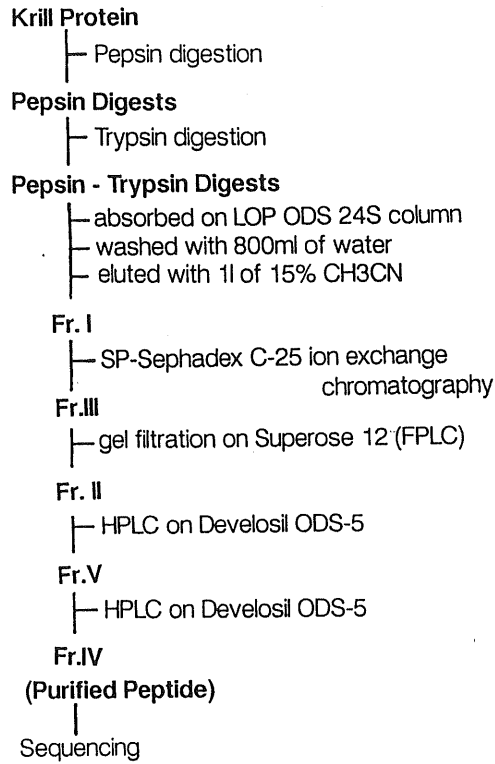 Krill Protein
Pepsin digestion
Pepsin Digests
Trypsin digestion
Pepsin - Trypsin Digests
absorbed on LOP ODS 24S column
washed with 800ml of water
eluted with 1l of 15% CH3CN
Fr. I
SP-Sephadex C-25 ion exchange
chromatography
Fr.III
gel filtration on Superose 12 (FPLC)
Fr. II
HPLC on Develosil ODS-5
Fr.V
HPLC on Develosil ODS-5
Fr.IV
(Purified Peptide)
Sequencing